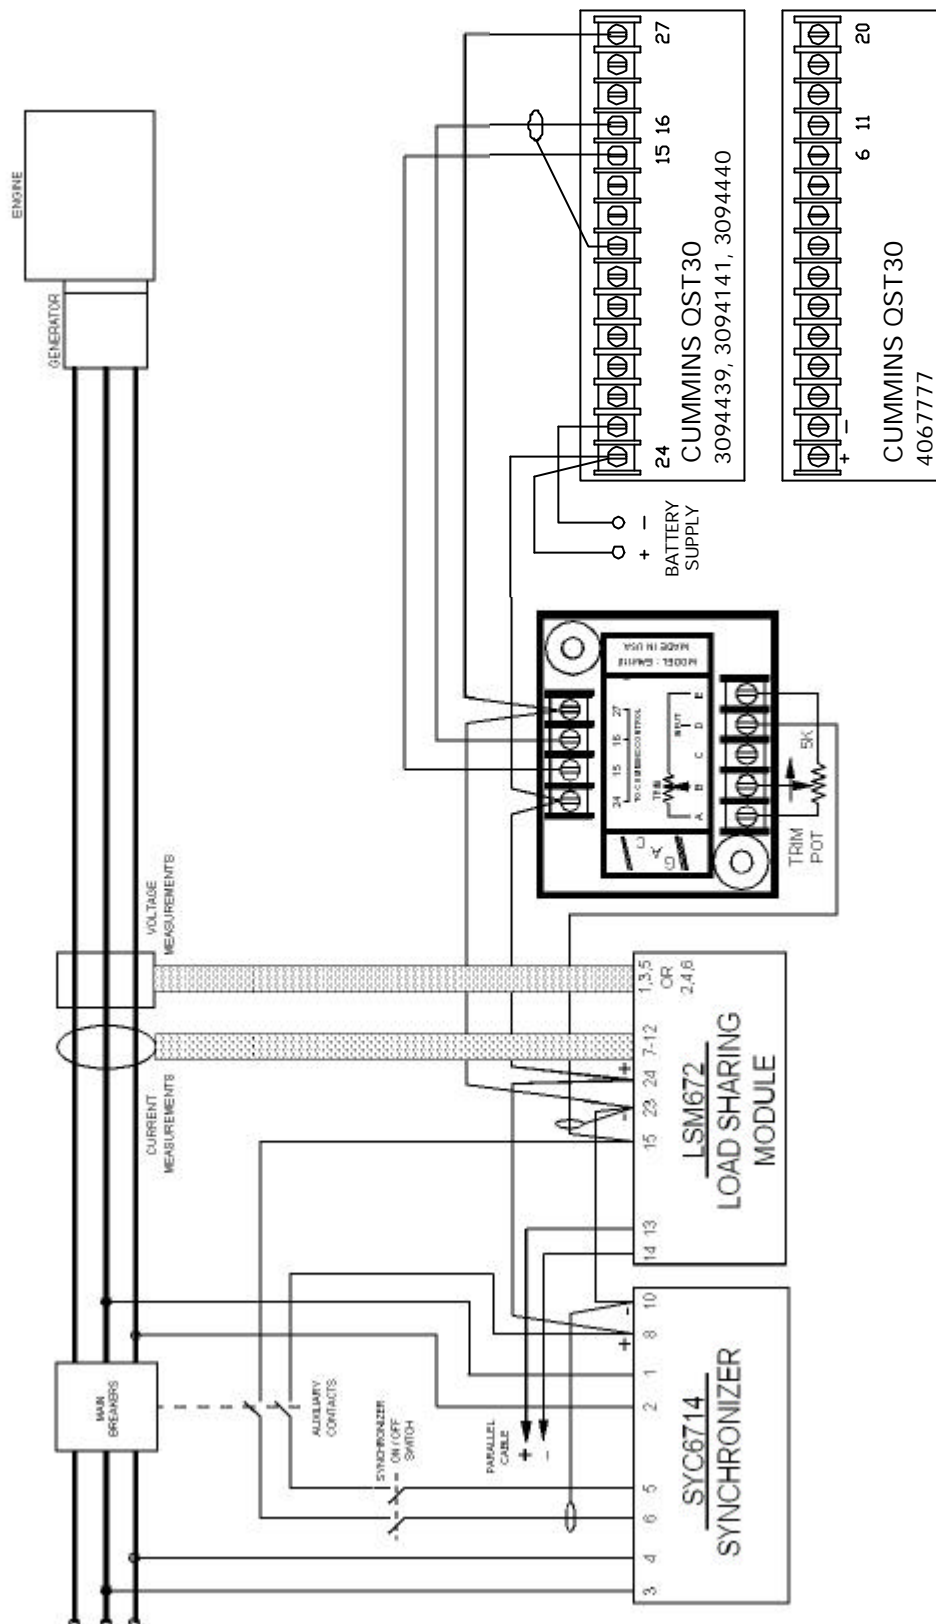 ENGINE
GENERATOR
VOLTAGE
MEASUREMENTS
CURRENT
MEASUREMENTS
MAIN
BREAKERS
AUXILIARY
CONTACTS
SYNCHRONIZER
ON / OFF
SWITCH
PARALLEL
CABLE
+
-
27
16
15
24
CUMMINS QST30
3094439, 3094141, 3094440
20
11
6
-
+
CUMMINS QST30
4067777
-
+
BATTERY
SUPPLY
MADE IN USA
24 15 16 27
TRIM
INPUT
A B C D E
GAC
TRIM
POT
5K
1,3,5
OR
2,4,6
7-12
+
24
23
-
15
13
14
LSM672
LOAD SHARING
MODULE
10
-
8
+
1
2
5
6
4
3
SYC6714
SYNCHRONIZER